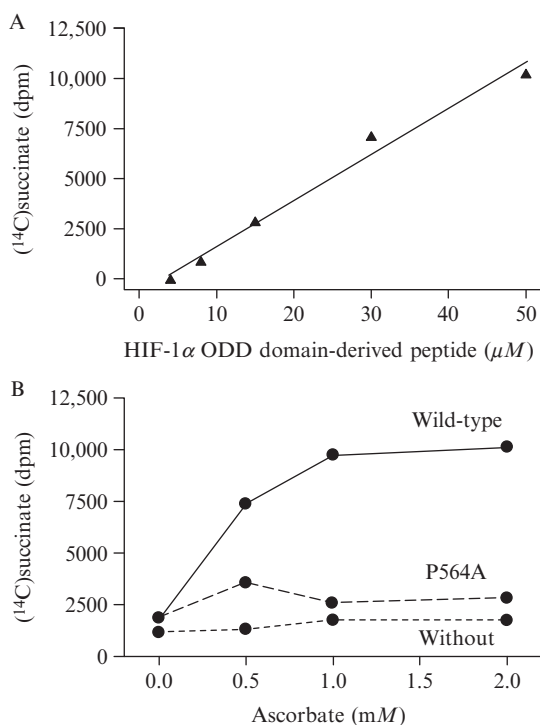 A
12,500
10,000
7500
5000
2500
0
(¹⁴C)succinate (dpm)
0 10 20 30 40 50
HIF-1α ODD domain-derived peptide (μM)
B
12,500
10,000
7500
5000
2500
0
(¹⁴C)succinate (dpm)
Wild-type
P564A
Without
0.0 0.5 1.0 1.5 2.0
Ascorbate (mM)